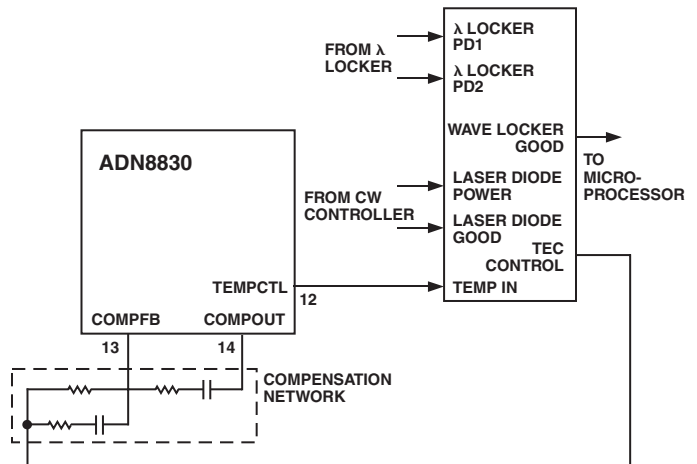 FROM λ
LOCKER
λ LOCKER
PD1
λ LOCKER
PD2
WAVE LOCKER
GOOD
TO
MICRO-
PROCESSOR
ADN8830
FROM CW
CONTROLLER
LASER DIODE
POWER
LASER DIODE
GOOD
TEC
CONTROL
TEMP IN
TEMPCTL
12
COMPFB
COMPOUT
13
14
COMPENSATION
NETWORK